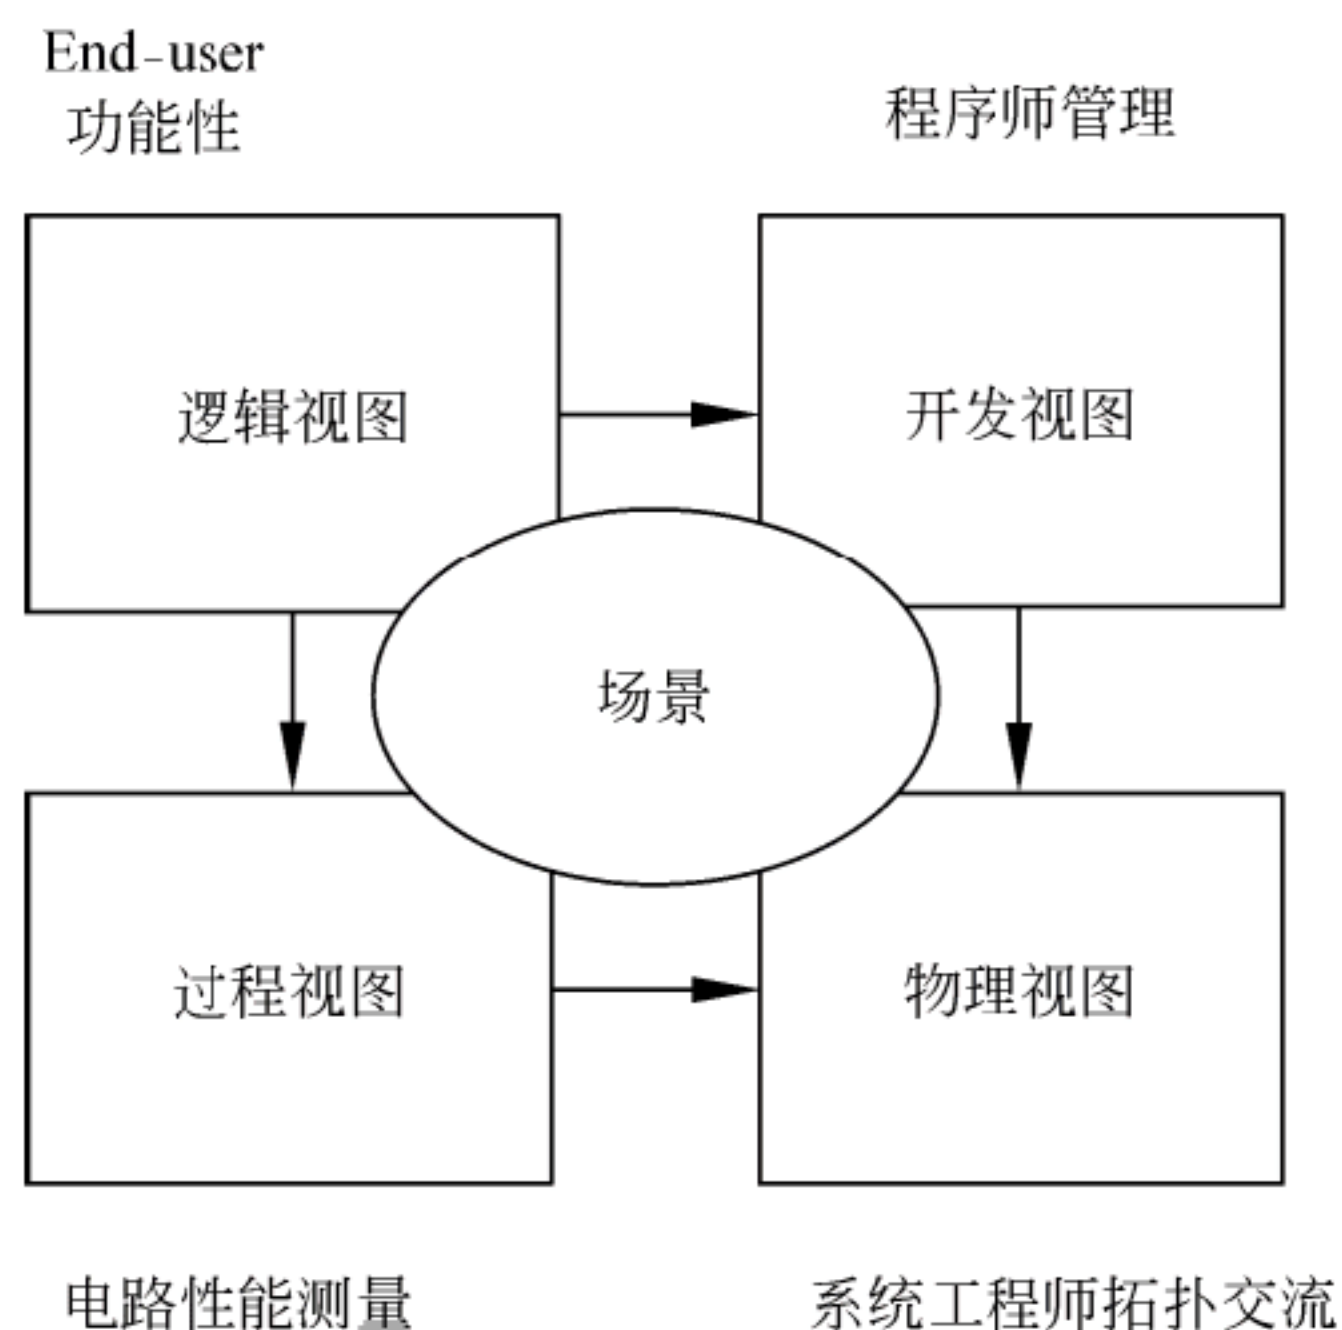 End-user
功能性
程序师管理
逻辑视图
开发视图
场景
过程视图
物理视图
电路性能测量
系统工程师拓扑交流